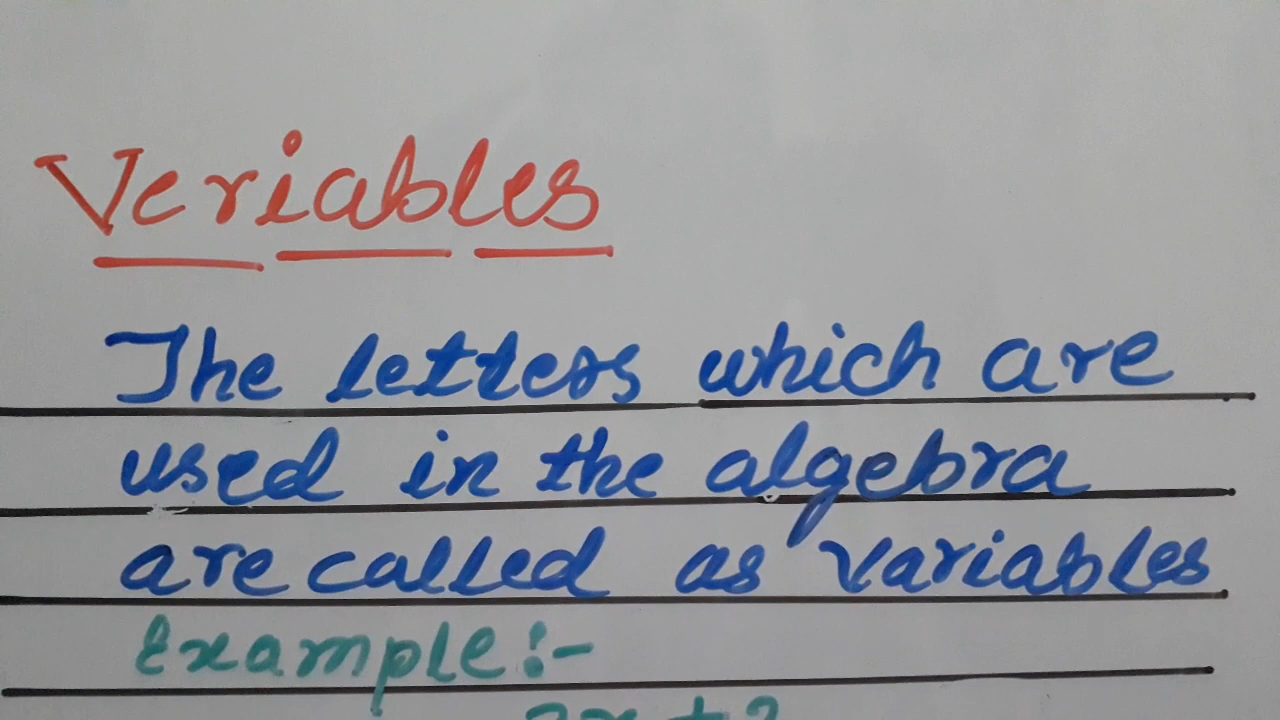 Veriables
The letters which are
used in the algebra
are called as variables
Example:-